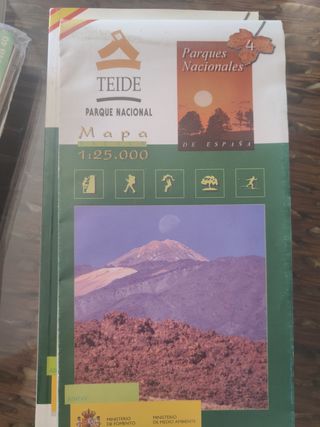 4
Parques
Nacionales
DE ESPAÑA
TEIDE
PARQUE NACIONAL
Mapa
1:25.000
MINISTERIO
DE FOMENTO
MINISTERIO
DE MEDIO AMBIENTE